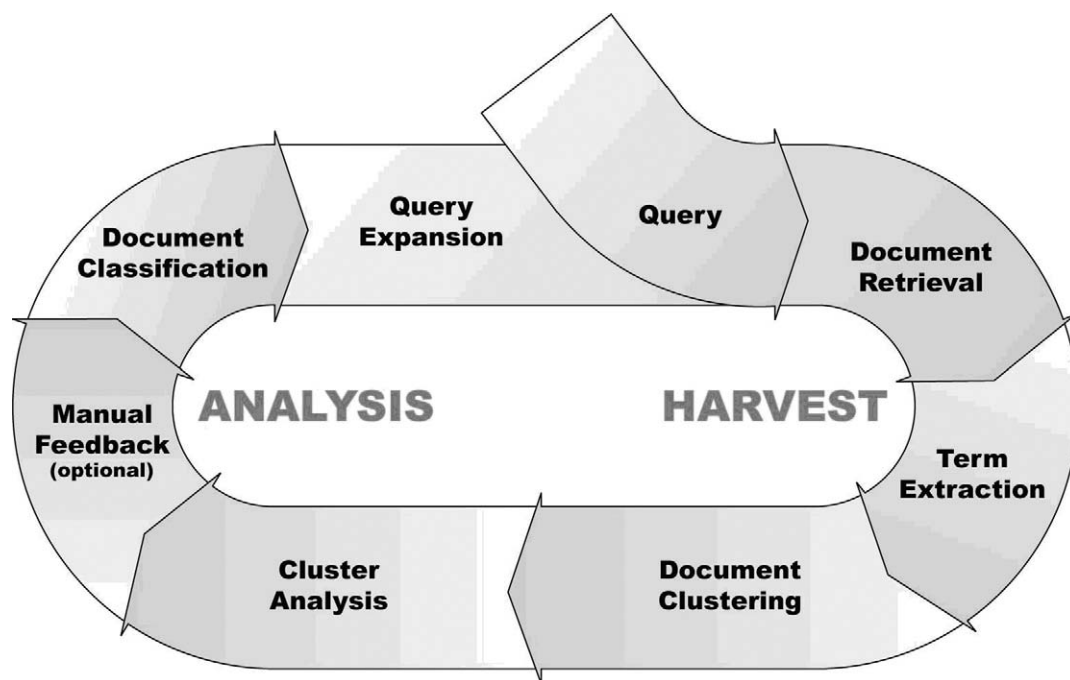 Query
Expansion
Query
Document
Classification
Document
Retrieval
ANALYSIS
HARVEST
Manual
Feedback
(optional)
Term
Extraction
Cluster
Analysis
Document
Clustering